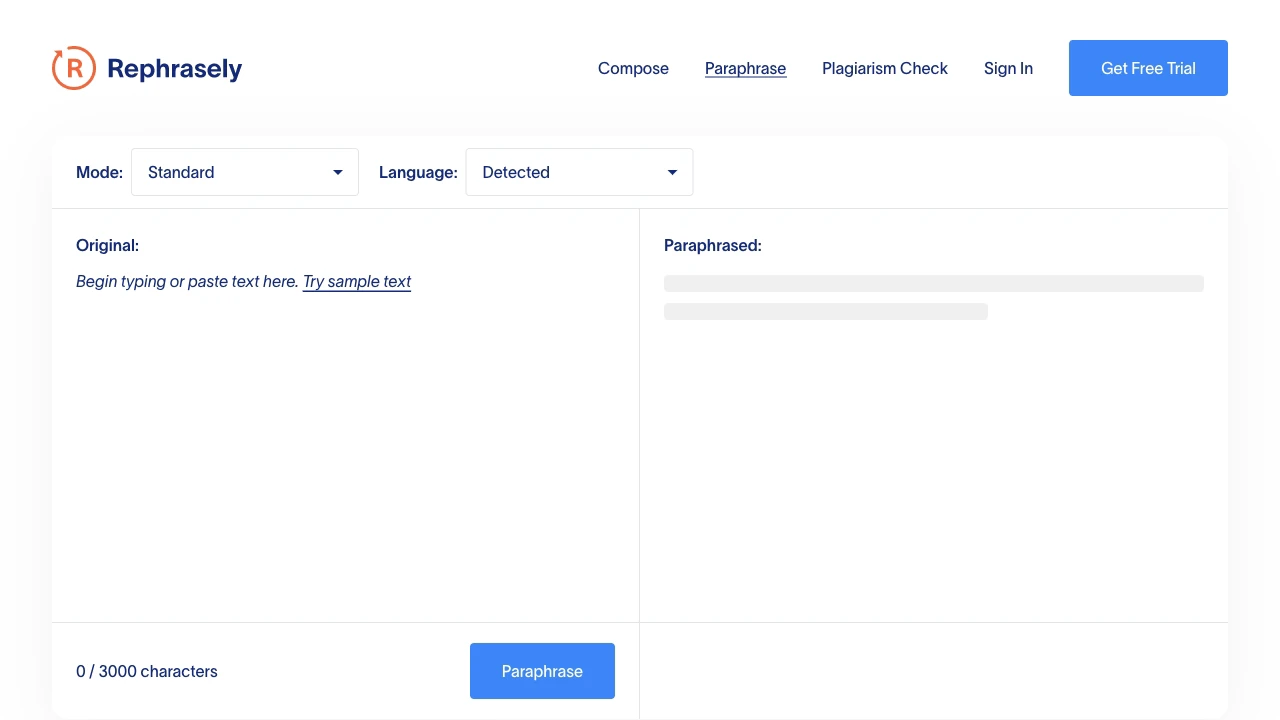 R Rephrasely
Compose Paraphrase Plagiarism Check Sign In Get Free Trial
Mode: Standard Language: Detected
Original:
Begin typing or paste text here. Try sample text
Paraphrased:
0 / 3000 characters
Paraphrase